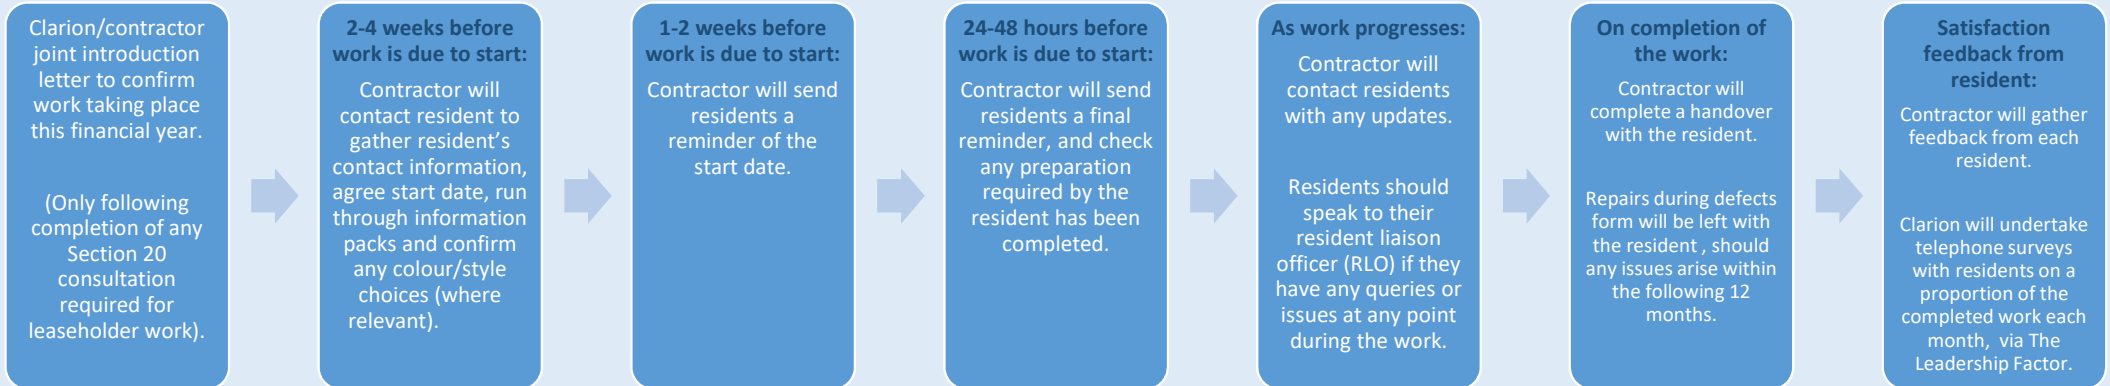 Clarion/contractor
joint introduction
letter to confirm
work taking place
this financial year.
(Only following
completion of any
Section 20
consultation
required for
leaseholder work).
2-4 weeks before
work is due to start:
Contractor will
contact resident to
gather resident's
contact information,
agree start date, run
through information
packs and confirm
any colour/style
choices (where
relevant).
1-2 weeks before
work is due to start:
Contractor will send
residents a
reminder of the
start date.
24-48 hours before
work is due to start:
Contractor will send
residents a final
reminder, and check
any preparation
required by the
resident has been
completed.
As work progresses:
Contractor will
contact residents
with any updates.
Residents should
speak to their
resident liaison
officer (RLO) if they
have any queries or
issues at any point
during the work.
On completion of
the work:
Contractor will
complete a handover
with the resident.
Repairs during defects
form will be left with
the resident , should
any issues arise within
the following 12
months.
Satisfaction
feedback from
resident:
Contractor will gather
feedback from each
resident.
Clarion will undertake
telephone surveys
with residents on a
proportion of the
completed work each
month,  via The
Leadership Factor.